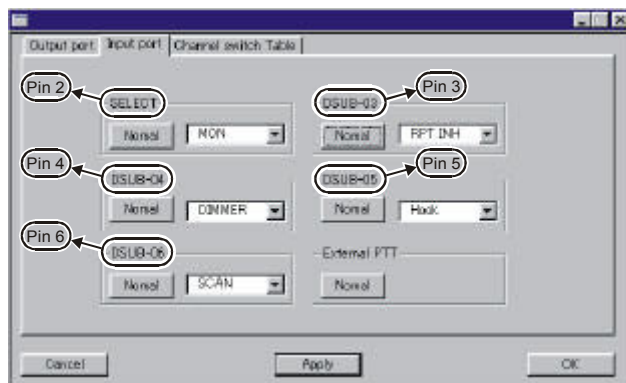 Output port Input port Channel switch Table
Pin 2 SELECT DSUB-03 Pin 3
Normal MON Normal RPT INH
Pin 4 DSUB-04 DSUB-05 Pin 5
Normal DIMMER Normal Hook
Pin 6 DSUB-06 External PTT
Normal SCAN Normal
Cancel Apply OK